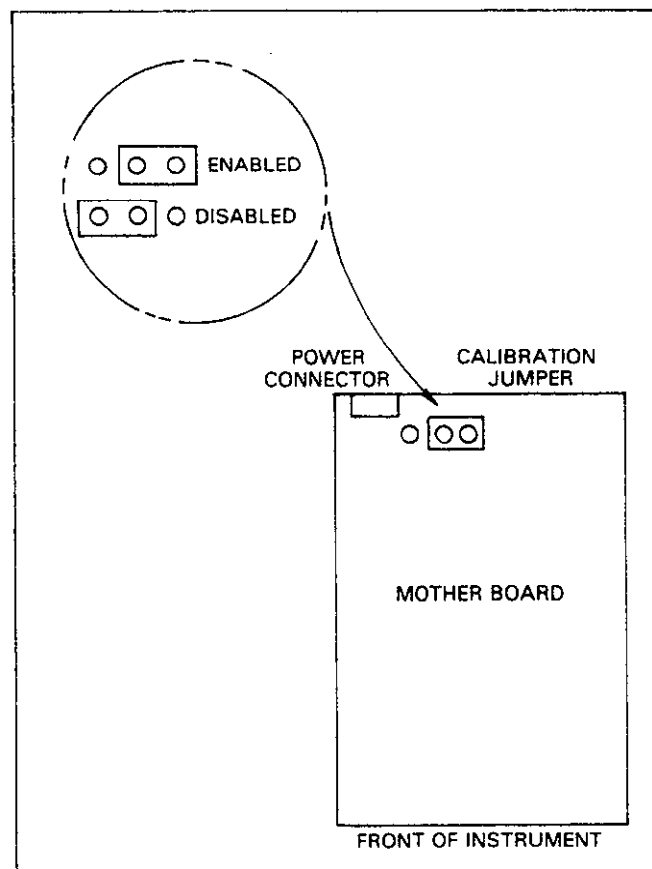 ENABLED
DISABLED
POWER
CONNECTOR
CALIBRATION
JUMPER
MOTHER BOARD
FRONT OF INSTRUMENT